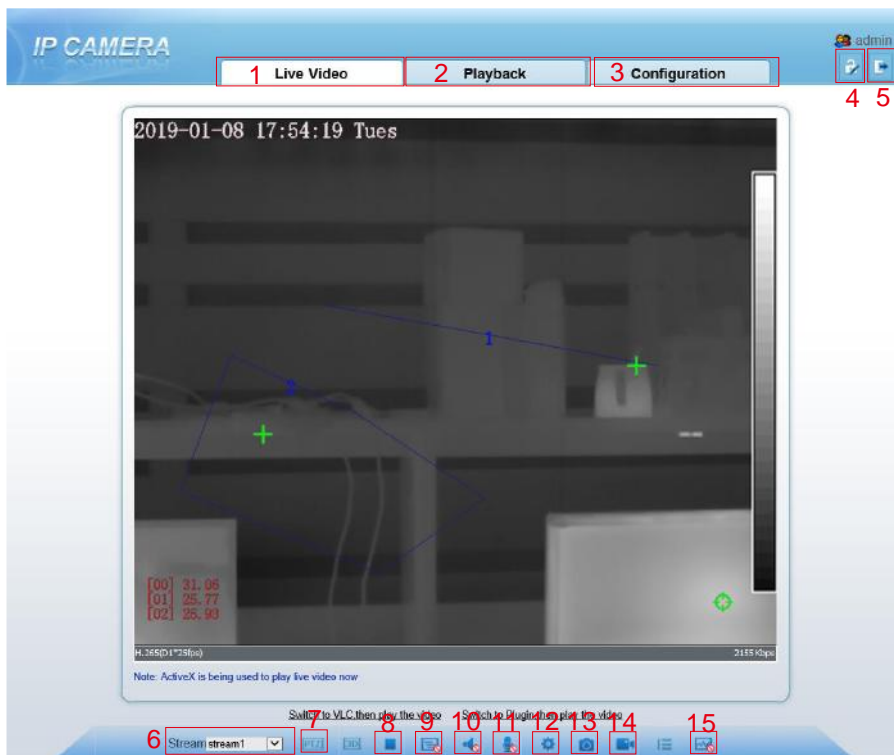 IP CAMERA
admin
1 Live Video
2 Playback
3 Configuration
4
5
2019-01-08 17:54:19 Tues
1
2
[00] 31.06
[01] 25.77
[02] 26.93
H.265(D1*25fps)
2155 Kbps
Note: ActiveX is being used to play live video now
Switch to VLC,then play the video
Switch to Plugin,then play the video
6 Stream stream1
7
PTZ
3D
8
9
10
11
12
13
14
15